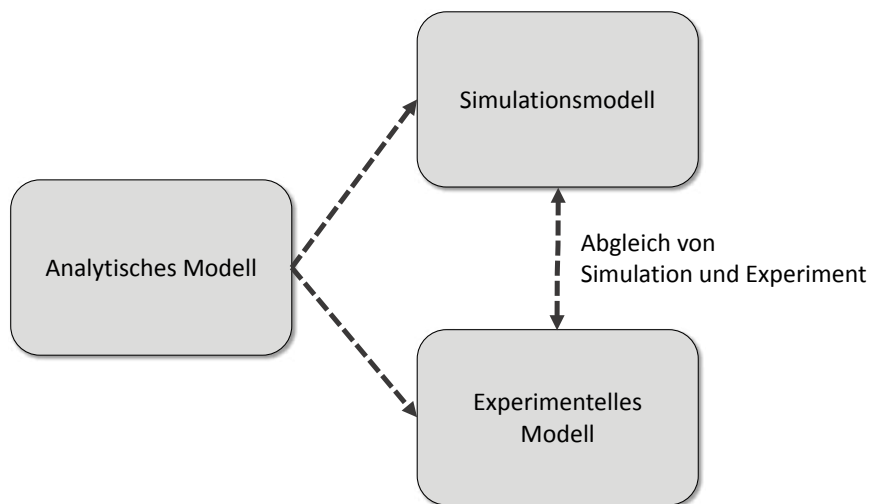 Simulationsmodell
Analytisches Modell
Abgleich von
Simulation und Experiment
Experimentelles
Modell